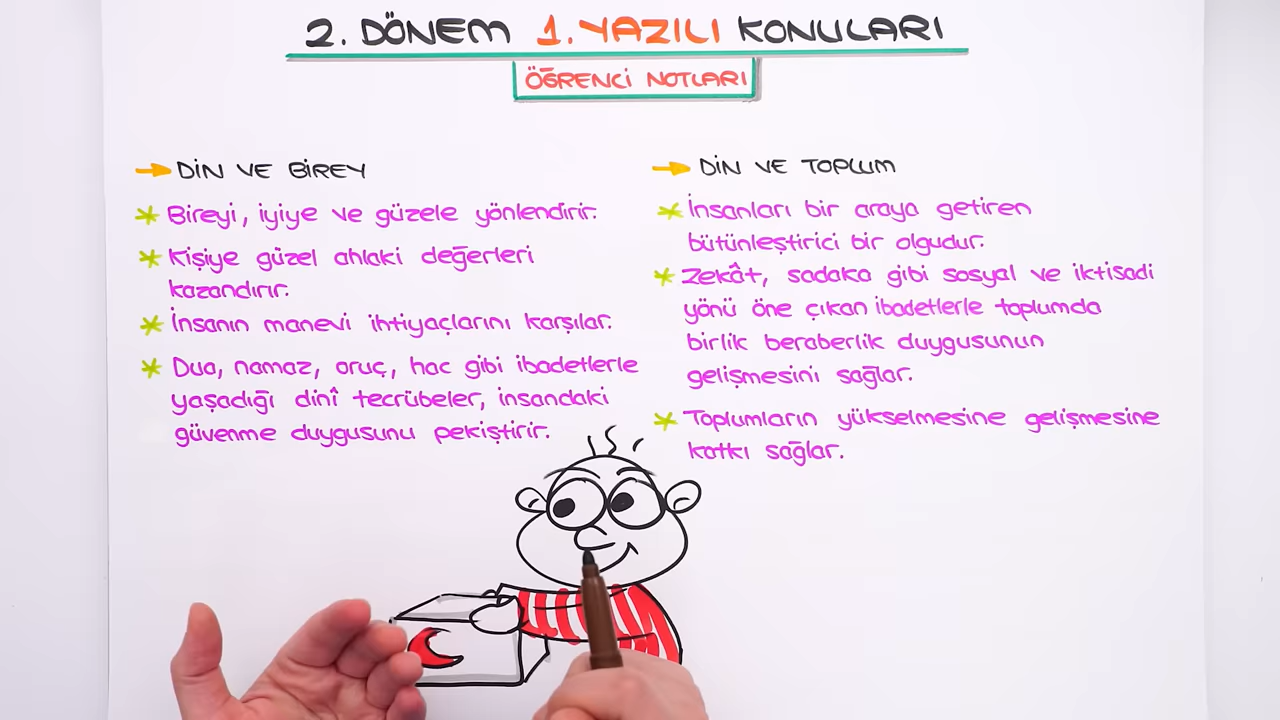 2. DÖNEM 1. YAZILI KONULARI
ÖĞRENCİ NOTLARI
DİN VE BİREY
Bireyi, iyiye ve güzele yönlendirir.
Kişiye güzel ahlaki değerleri
kazandırır.
İnsanın manevi ihtiyaçlarını karşılar.
Dua, namaz, oruç, hac gibi ibadetlerle
yaşadığı dinî tecrübeler, insandaki
güvenme duygusunu pekiştirir.
DİN VE TOPLUM
İnsanları bir araya getiren
bütünleştirici bir olgudur.
Zekât, sadaka gibi sosyal ve iktisadi
yönü öne çıkan ibadetlerle toplumda
birlik beraberlik duygusunun
gelişmesini sağlar.
Toplumların yükselmesine gelişmesine
katkı sağlar.